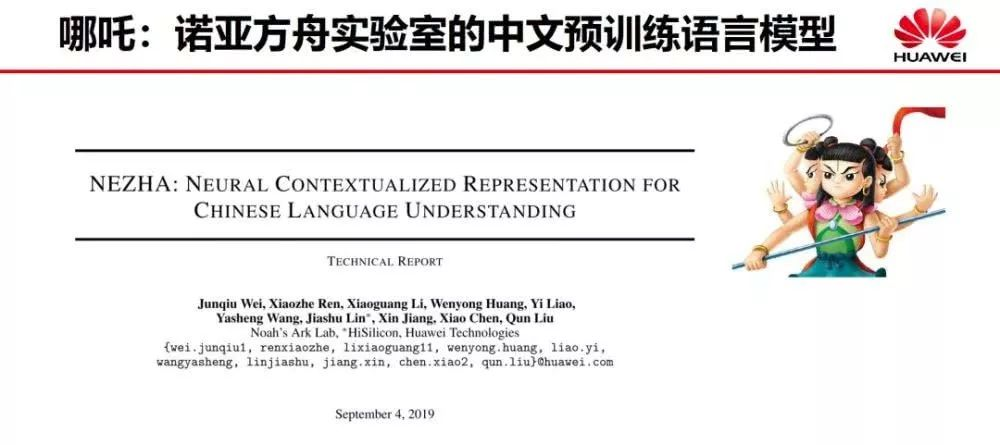 哪吒：诺亚方舟实验室的中文预训练语言模型
HUAWEI
NEZHA: NEURAL CONTEXTUALIZED REPRESENTATION FOR
CHINESE LANGUAGE UNDERSTANDING
TECHNICAL REPORT
Junqiu Wei, Xiaozhe Ren, Xiaoguang Li, Wenyong Huang, Yi Liao,
Yasheng Wang, Jiashu Lin*, Xin Jiang, Xiao Chen, Qun Liu
Noah's Ark Lab, *HiSilicon, Huawei Technologies
{wei.junqiu1, renxiaozhe, lixiaoguang11, wenyong.huang, liao.yi,
wangyasheng, linjiashu, jiang.xin, chen.xiao2, qun.liu}@huawei.com
September 4, 2019